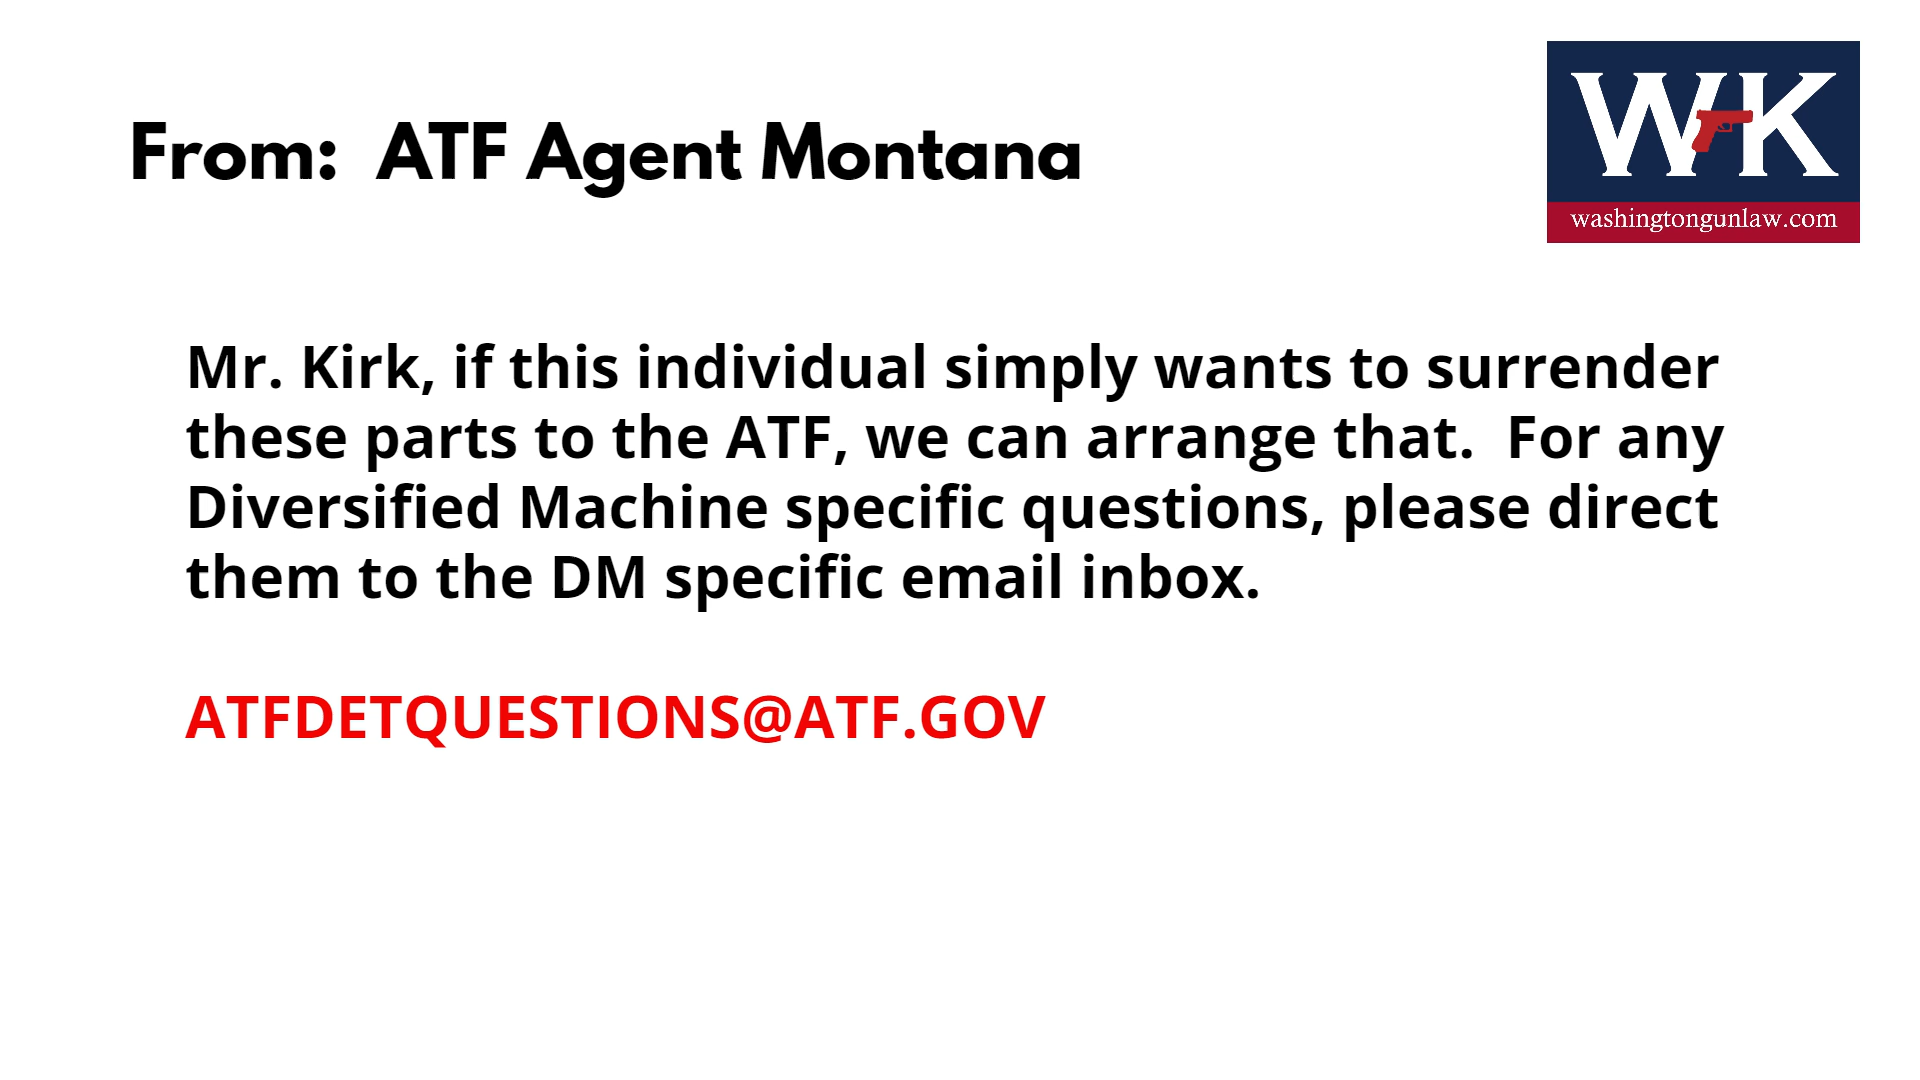 WK
washingtongunlaw.com
From:  ATF Agent Montana
Mr. Kirk, if this individual simply wants to surrender
these parts to the ATF, we can arrange that.  For any
Diversified Machine specific questions, please direct
them to the DM specific email inbox.
ATFDETQUESTIONS@ATF.GOV